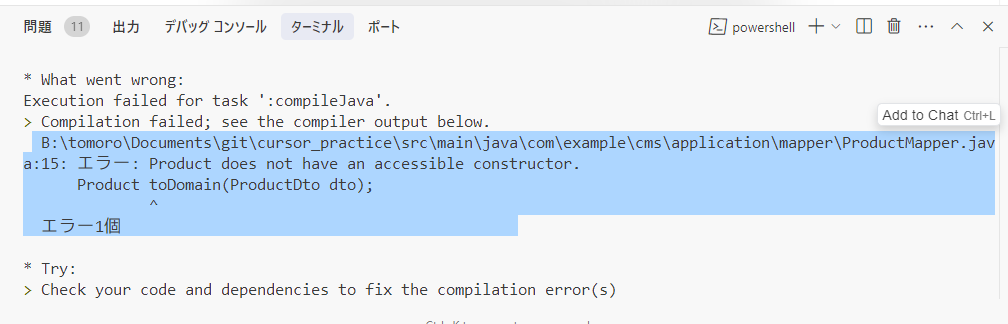 問題 11 出力 デバッグ コンソール ターミナル ポート powershell
* What went wrong:
Execution failed for task ':compileJava'.
> Compilation failed; see the compiler output below.
Add to Chat Ctrl+L
B:\tomoro\Documents\git\cursor_practice\src\main\java\com\example\cms\application\mapper\ProductMapper.jav
a:15: エラー: Product does not have an accessible constructor.
Product toDomain(ProductDto dto);
^
エラー1個
* Try:
> Check your code and dependencies to fix the compilation error(s)